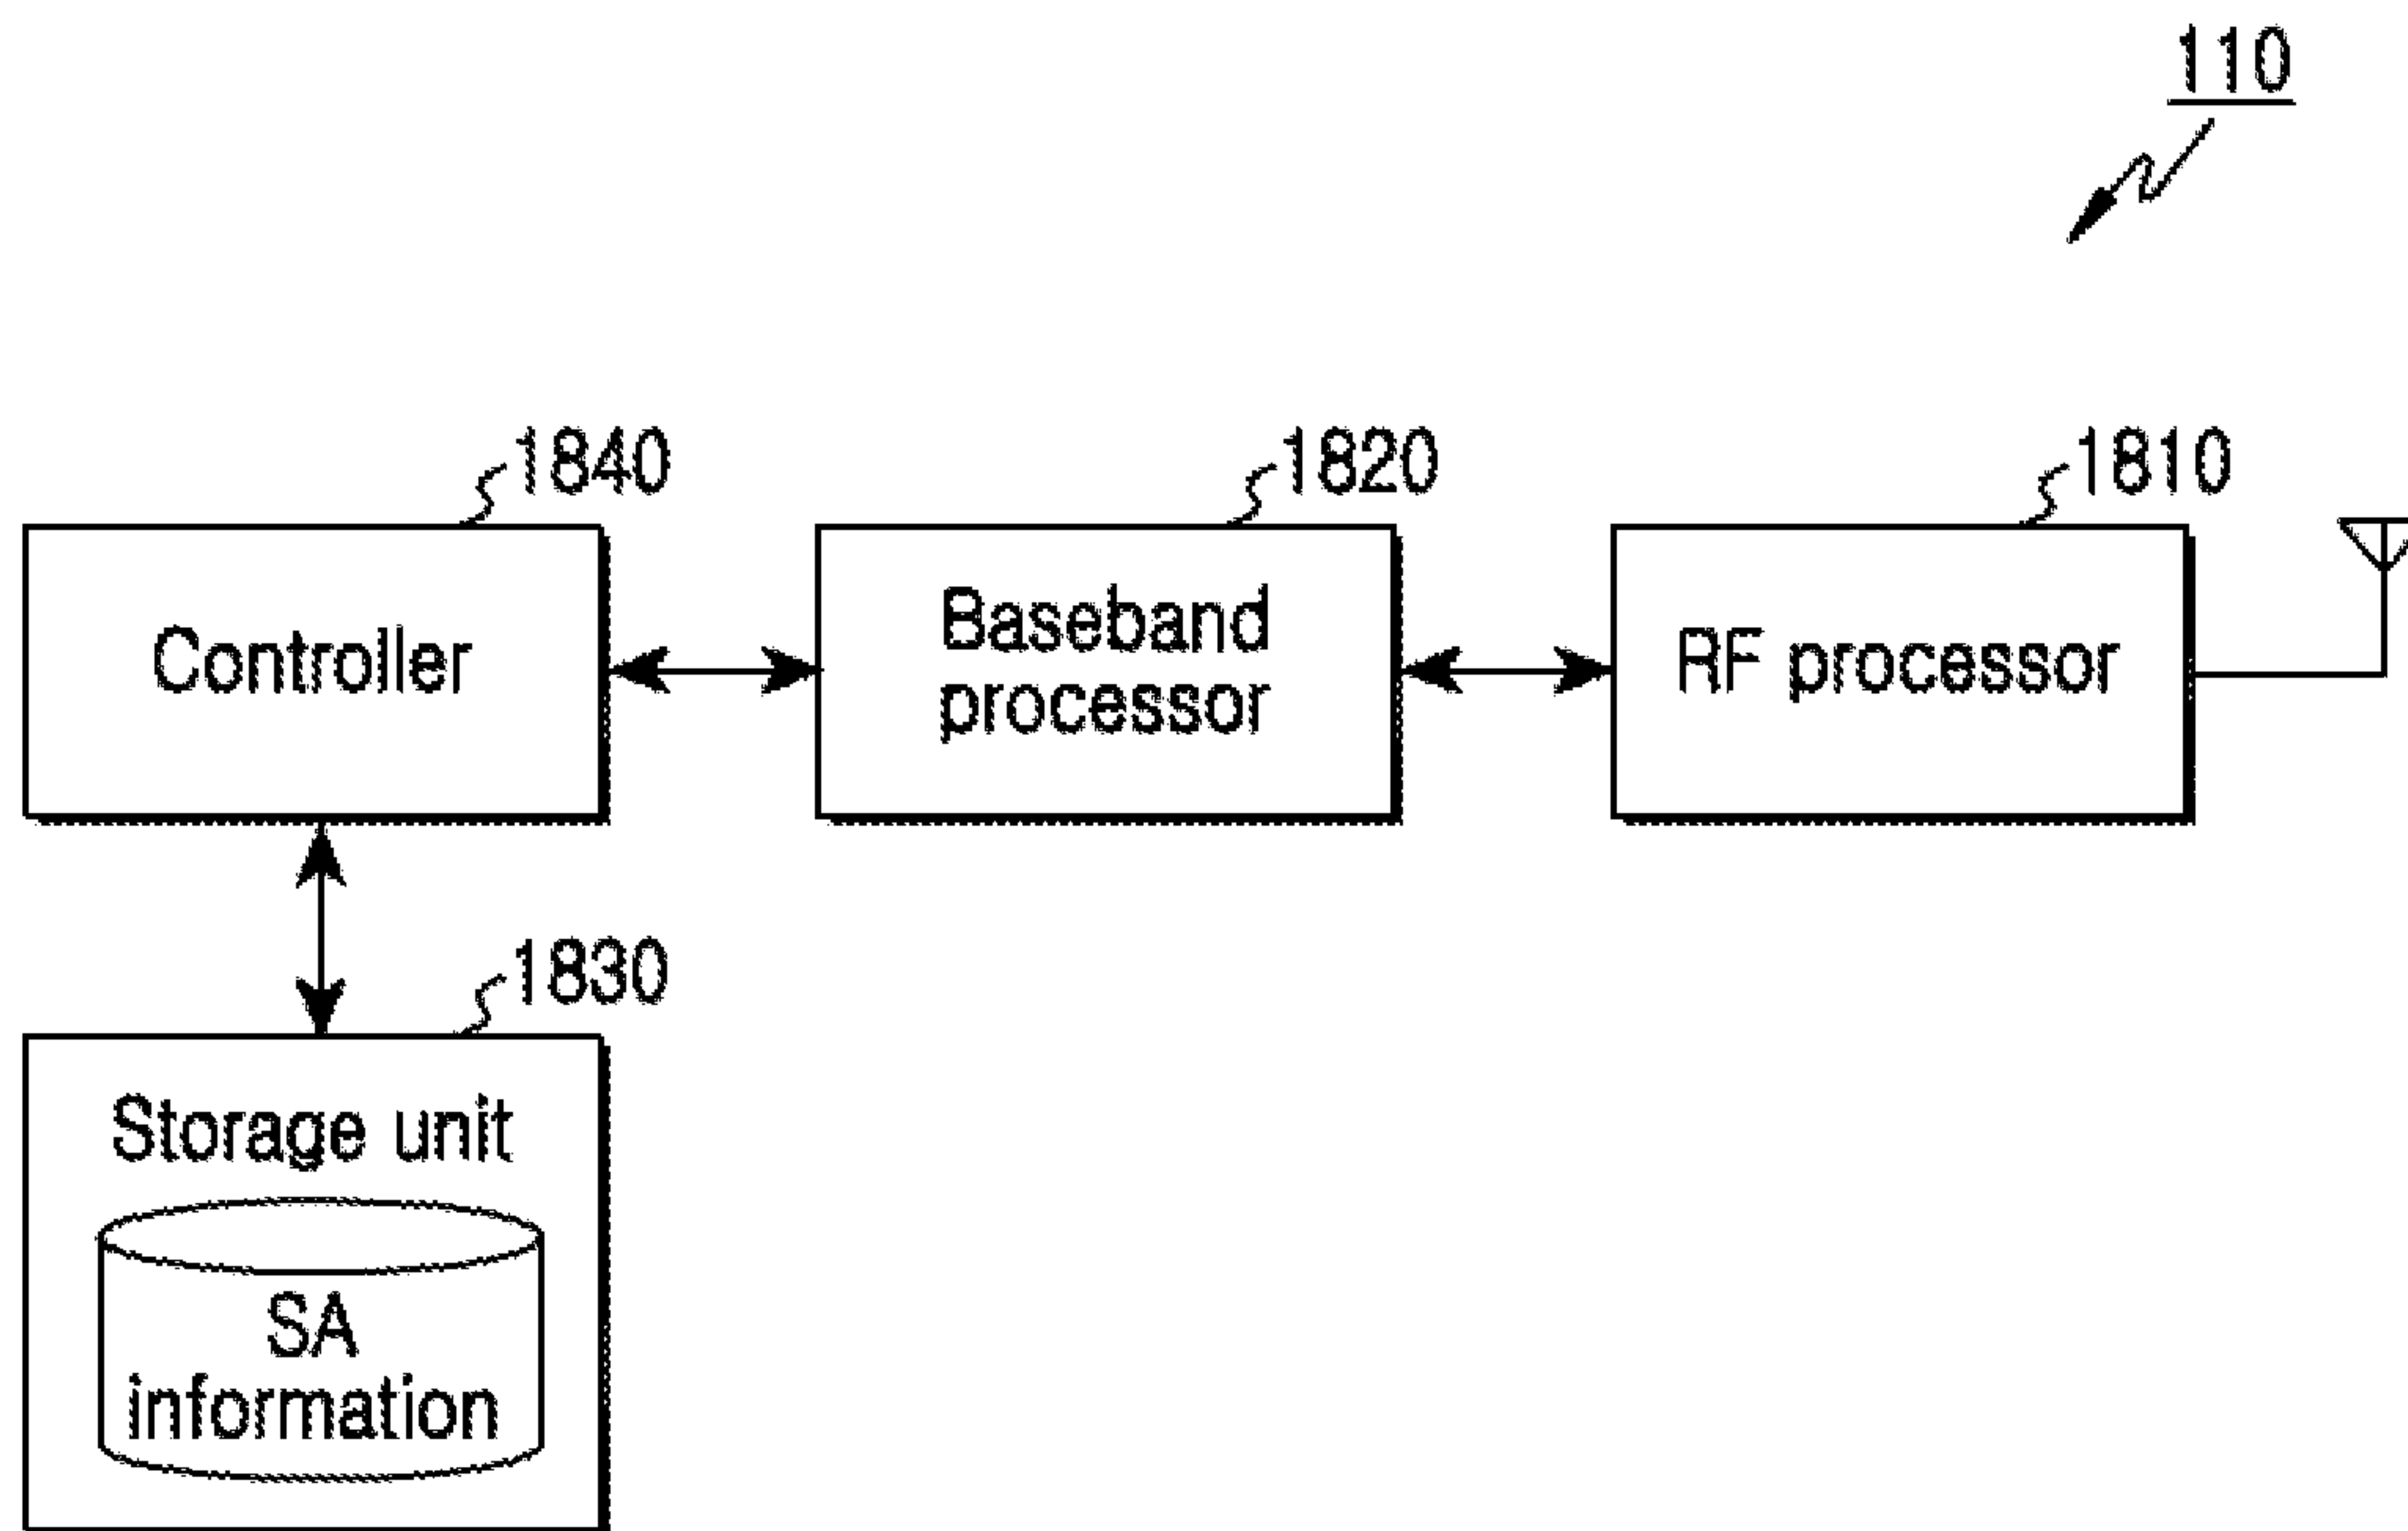 110
1840
1820
1810
Controller
Baseband
processor
RF processor
1830
Storage unit
SA
information